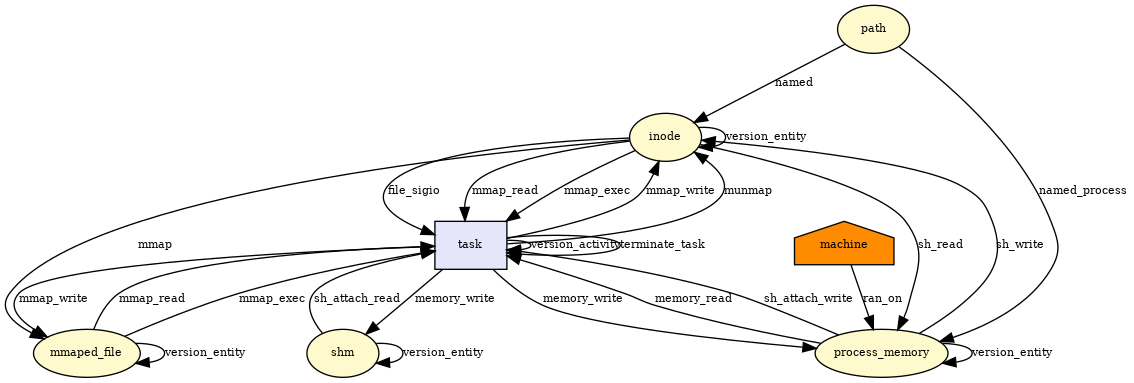 path
named
inode
version_entity
file_sigio
mmap_read
mmap_exec
mmap_write
munmap
named_process
mmap
task
version_activity
terminate_task
machine
sh_read
sh_write
mmap_write
mmap_read
mmap_exec
sh_attach_read
memory_write
memory_write
memory_read
sh_attach_write
ran_on
mmaped_file
version_entity
shm
version_entity
process_memory
version_entity